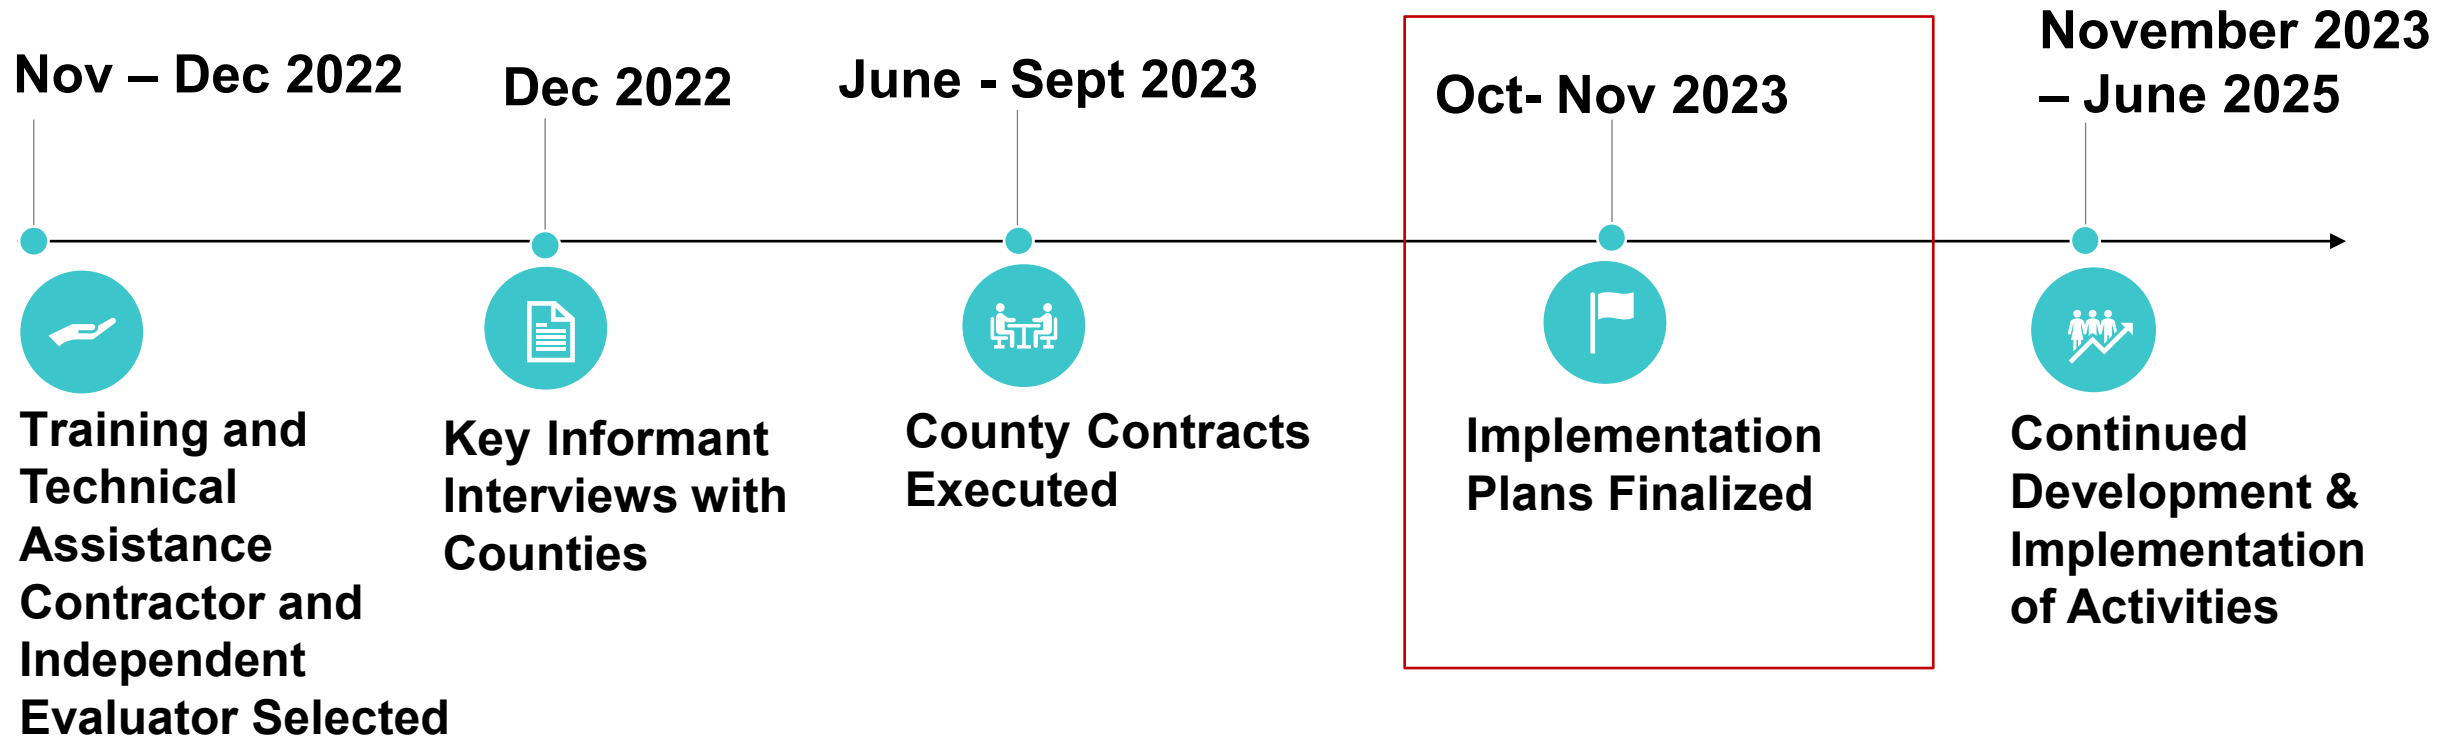 Nov – Dec 2022
Training and
Technical
Assistance
Contractor and
Independent
Evaluator Selected
Dec 2022
Key Informant
Interviews with
Counties
June - Sept 2023
County Contracts
Executed
Oct- Nov 2023
Implementation
Plans Finalized
November 2023
– June 2025
Continued
Development &
Implementation
of Activities